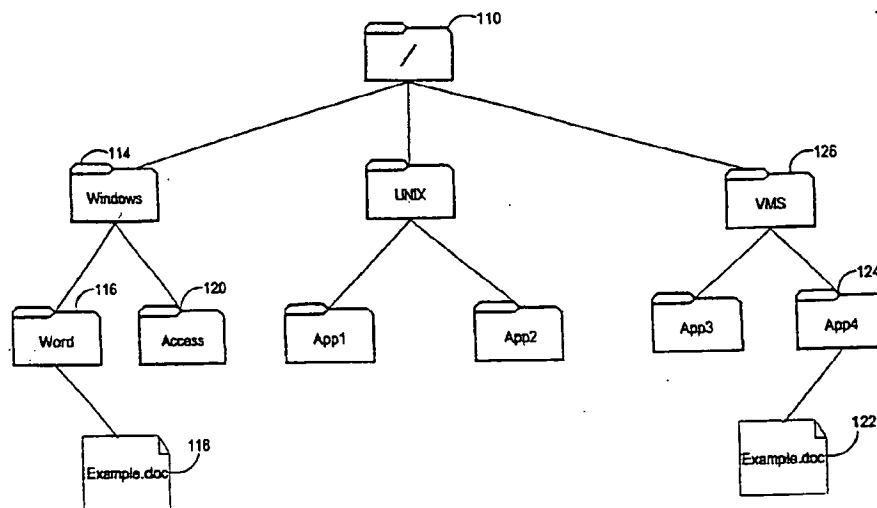 110
/
114
126
Windows
UNIX
VMS
116
120
124
Word
Access
App1
App2
App3
App4
118
122
Example.doc
Example.doc